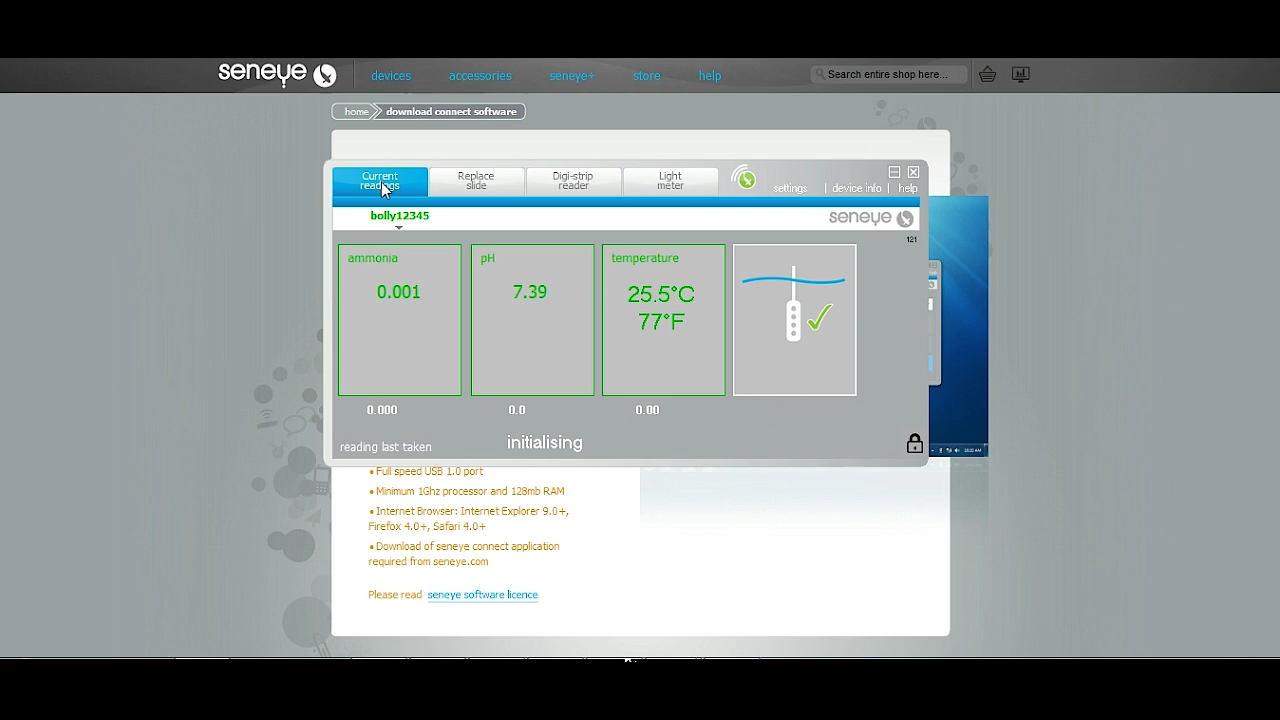 seneye
devices
accessories
seneye+
store
help
Search entire shop here...
home
download connect software
Current
readings
Replace
slide
Digi-strip
reader
Light
meter
settings
device info
help
bolly12345
seneye
121
ammonia
0.001
pH
7.39
temperature
25.5°C
77°F
0.000
0.0
0.00
reading last taken
initialising
• Full speed USB 1.0 port
• Minimum 1Ghz processor and 128mb RAM
• Internet Browser: Internet Explorer 9.0+,
Firefox 4.0+, Safari 4.0+
• Download of seneye connect application
required from seneye.com
Please read seneye software licence